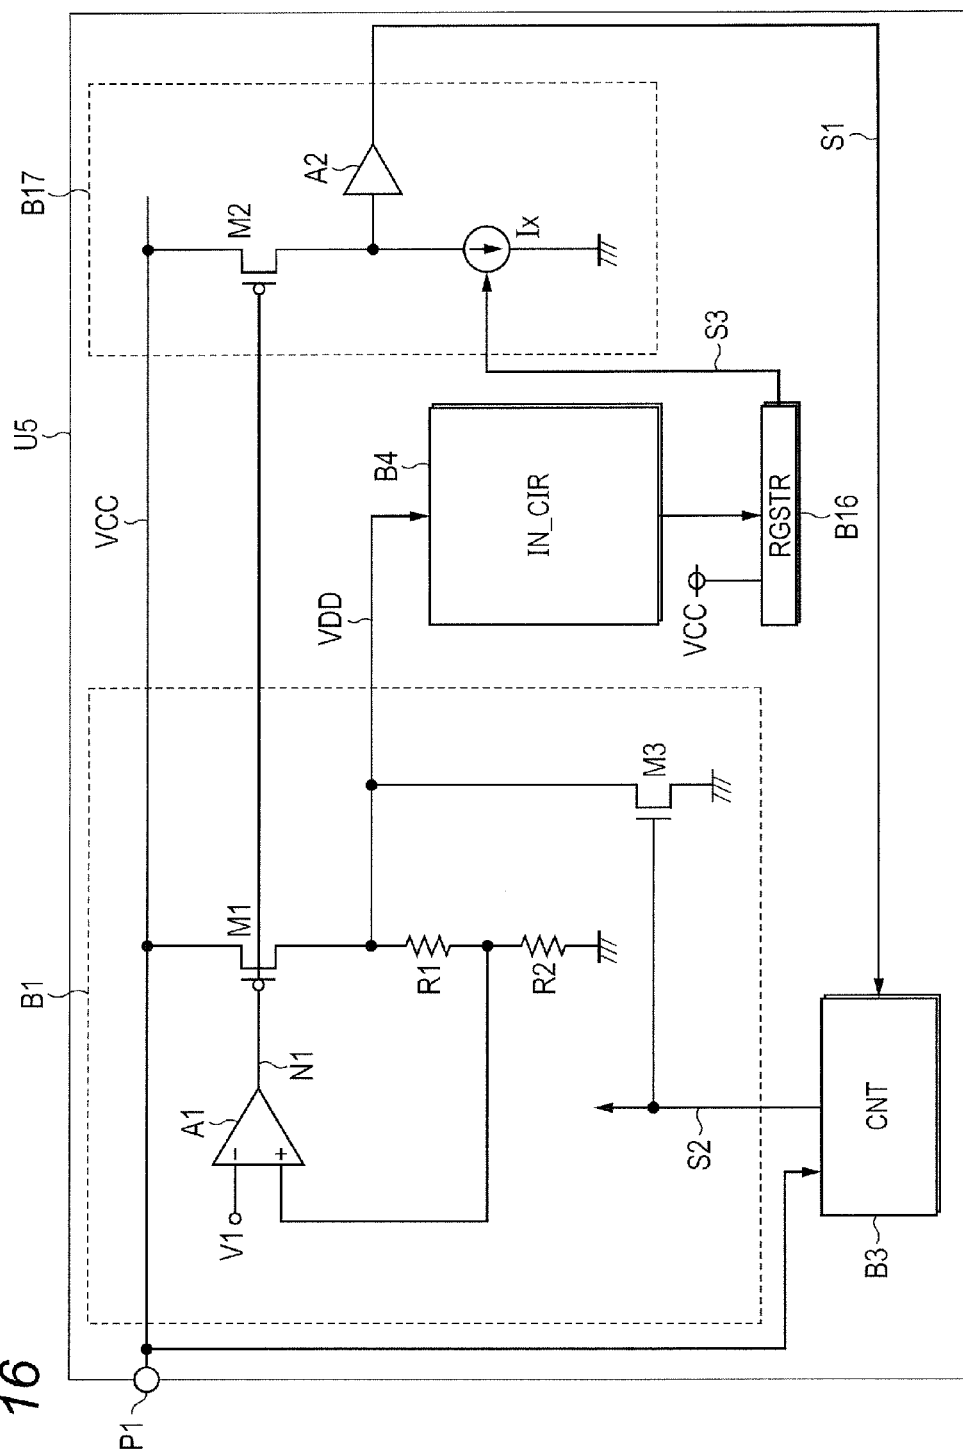 16
U5
B1
B17
P1
VCC
M1
M2
A1
N1
V1
−
+
R1
R2
VDD
B4
IN_CIR
A2
Ix
S3
VCC
RGSTR
B16
M3
S2
S1
CNT
B3